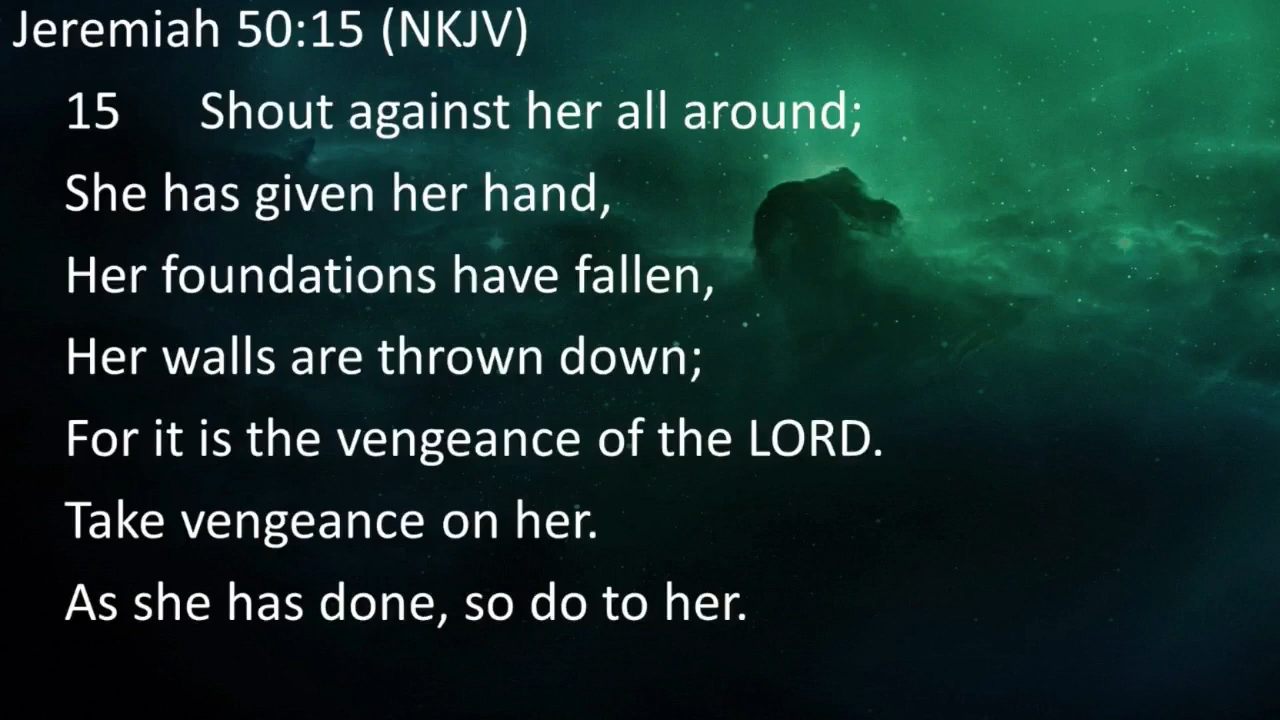 Jeremiah 50:15 (NKJV)
15 Shout against her all around;
She has given her hand,
Her foundations have fallen,
Her walls are thrown down;
For it is the vengeance of the LORD.
Take vengeance on her.
As she has done, so do to her.